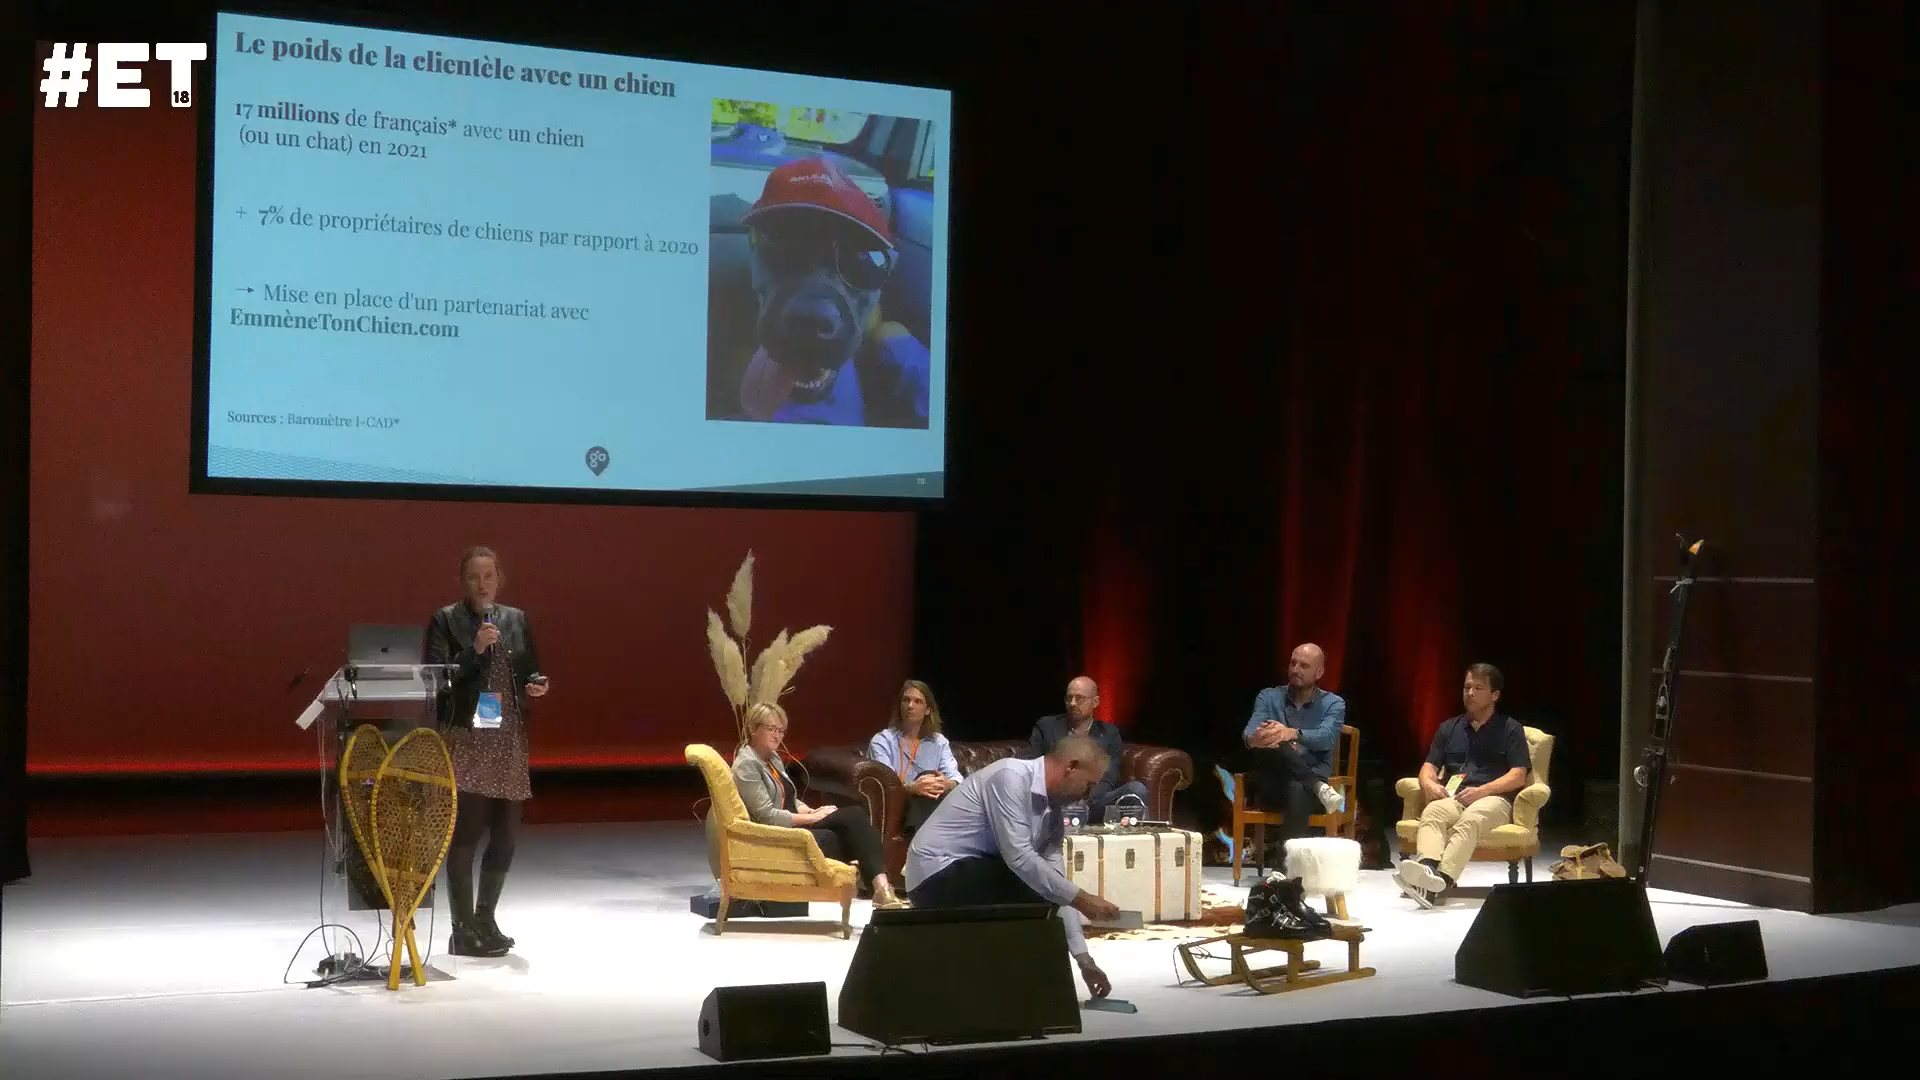 #ET
18
Le poids de la clientèle avec un chien
17 millions de français* avec un chien
(ou un chat) en 2021
+ 7% de propriétaires de chiens par rapport à 2020
→ Mise en place d'un partenariat avec
EmmèneTonChien.com
Sources : Baromètre I-CAD*
go